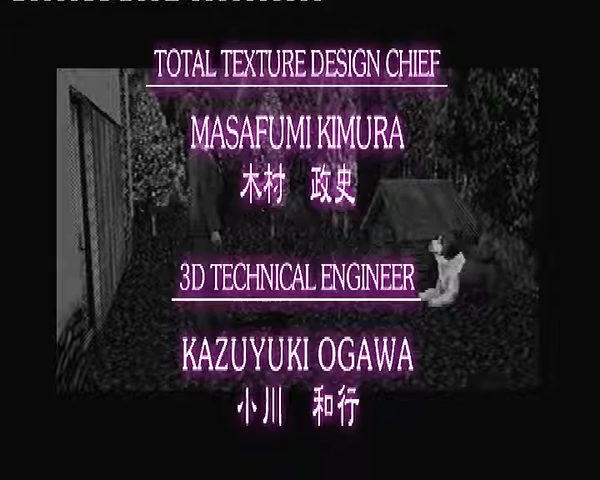 TOTAL TEXTURE DESIGN CHIEF
MASAFUMI KIMURA
木村 政史
3D TECHNICAL ENGINEER
KAZUYUKI OGAWA
小川 和行